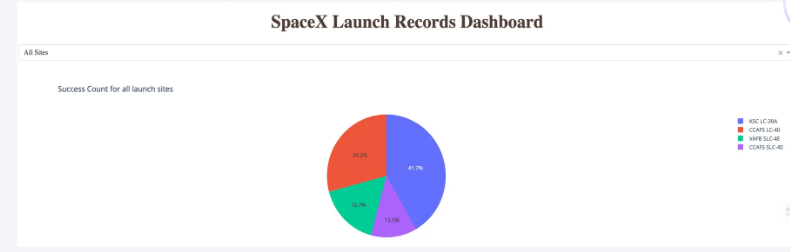 SpaceX Launch Records Dashboard
All Sites
Success Count for all launch sites
KSC LC-39A
CCAFS LC-40
VAFB SLC-4E
CCAFS SLC-40
29.2%
41.7%
16.7%
12.5%